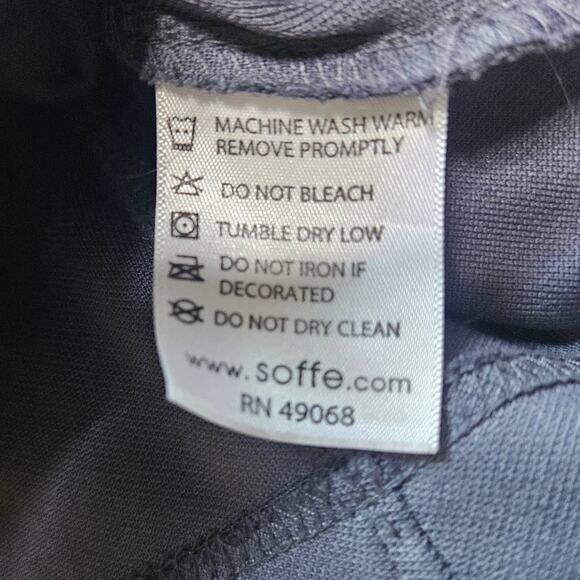 MACHINE WASH WARM
REMOVE PROMPTLY
DO NOT BLEACH
TUMBLE DRY LOW
DO NOT IRON IF
DECORATED
DO NOT DRY CLEAN
www.soffe.com
RN 49068